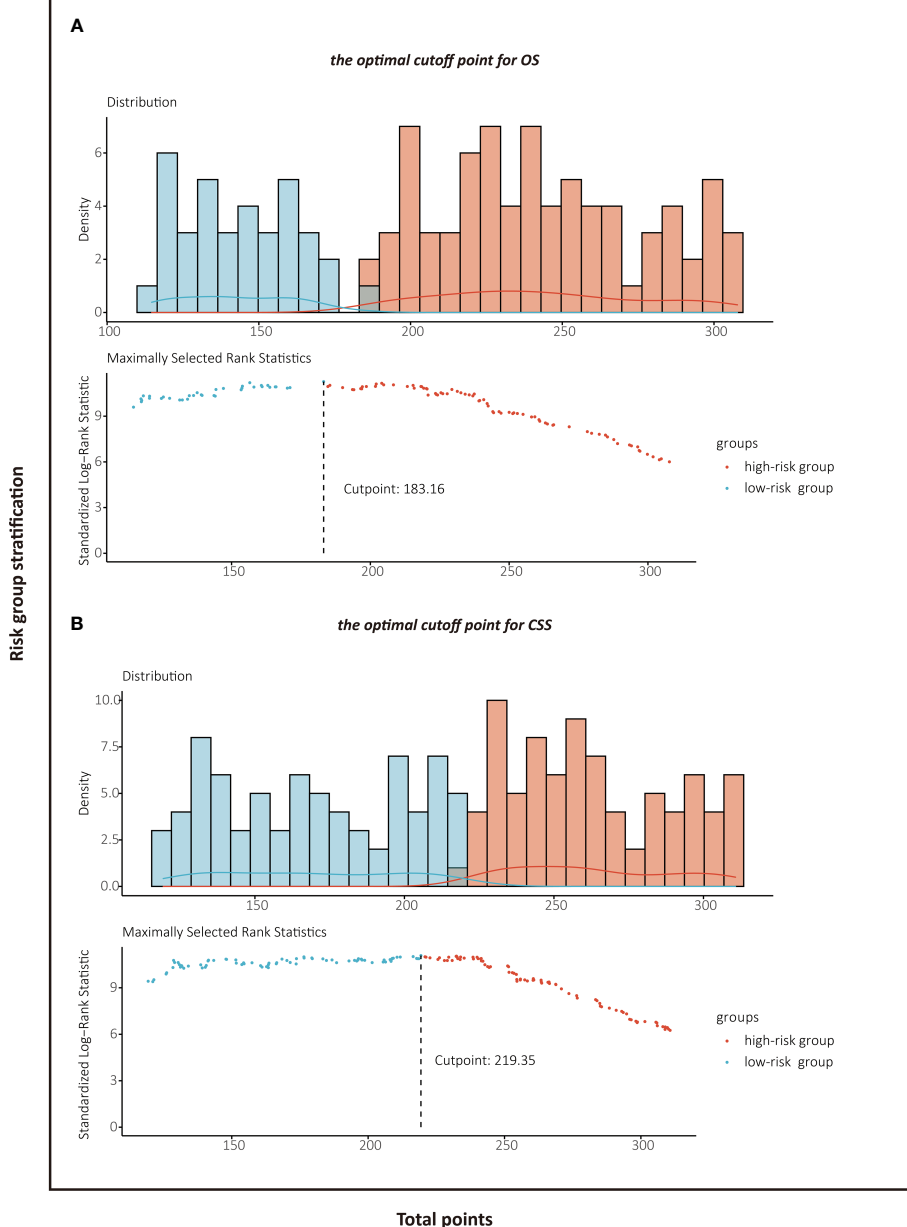 A
the optimal cutoff point for OS
Distribution
Density
6
4
2
0
100 150 200 250 300
Maximally Selected Rank Statistics
Standardized Log-Rank Statistic
9
6
3
0
Cutpoint: 183.16
150 200 250 300
groups
high-risk group
low-risk group
Risk group stratification
B
the optimal cutoff point for CSS
Distribution
Density
10.0
7.5
5.0
2.5
0.0
150 200 250 300
Maximally Selected Rank Statistics
Standardized Log-Rank Statistic
9
6
3
0
Cutpoint: 219.35
150 200 250 300
groups
high-risk group
low-risk group
Total points